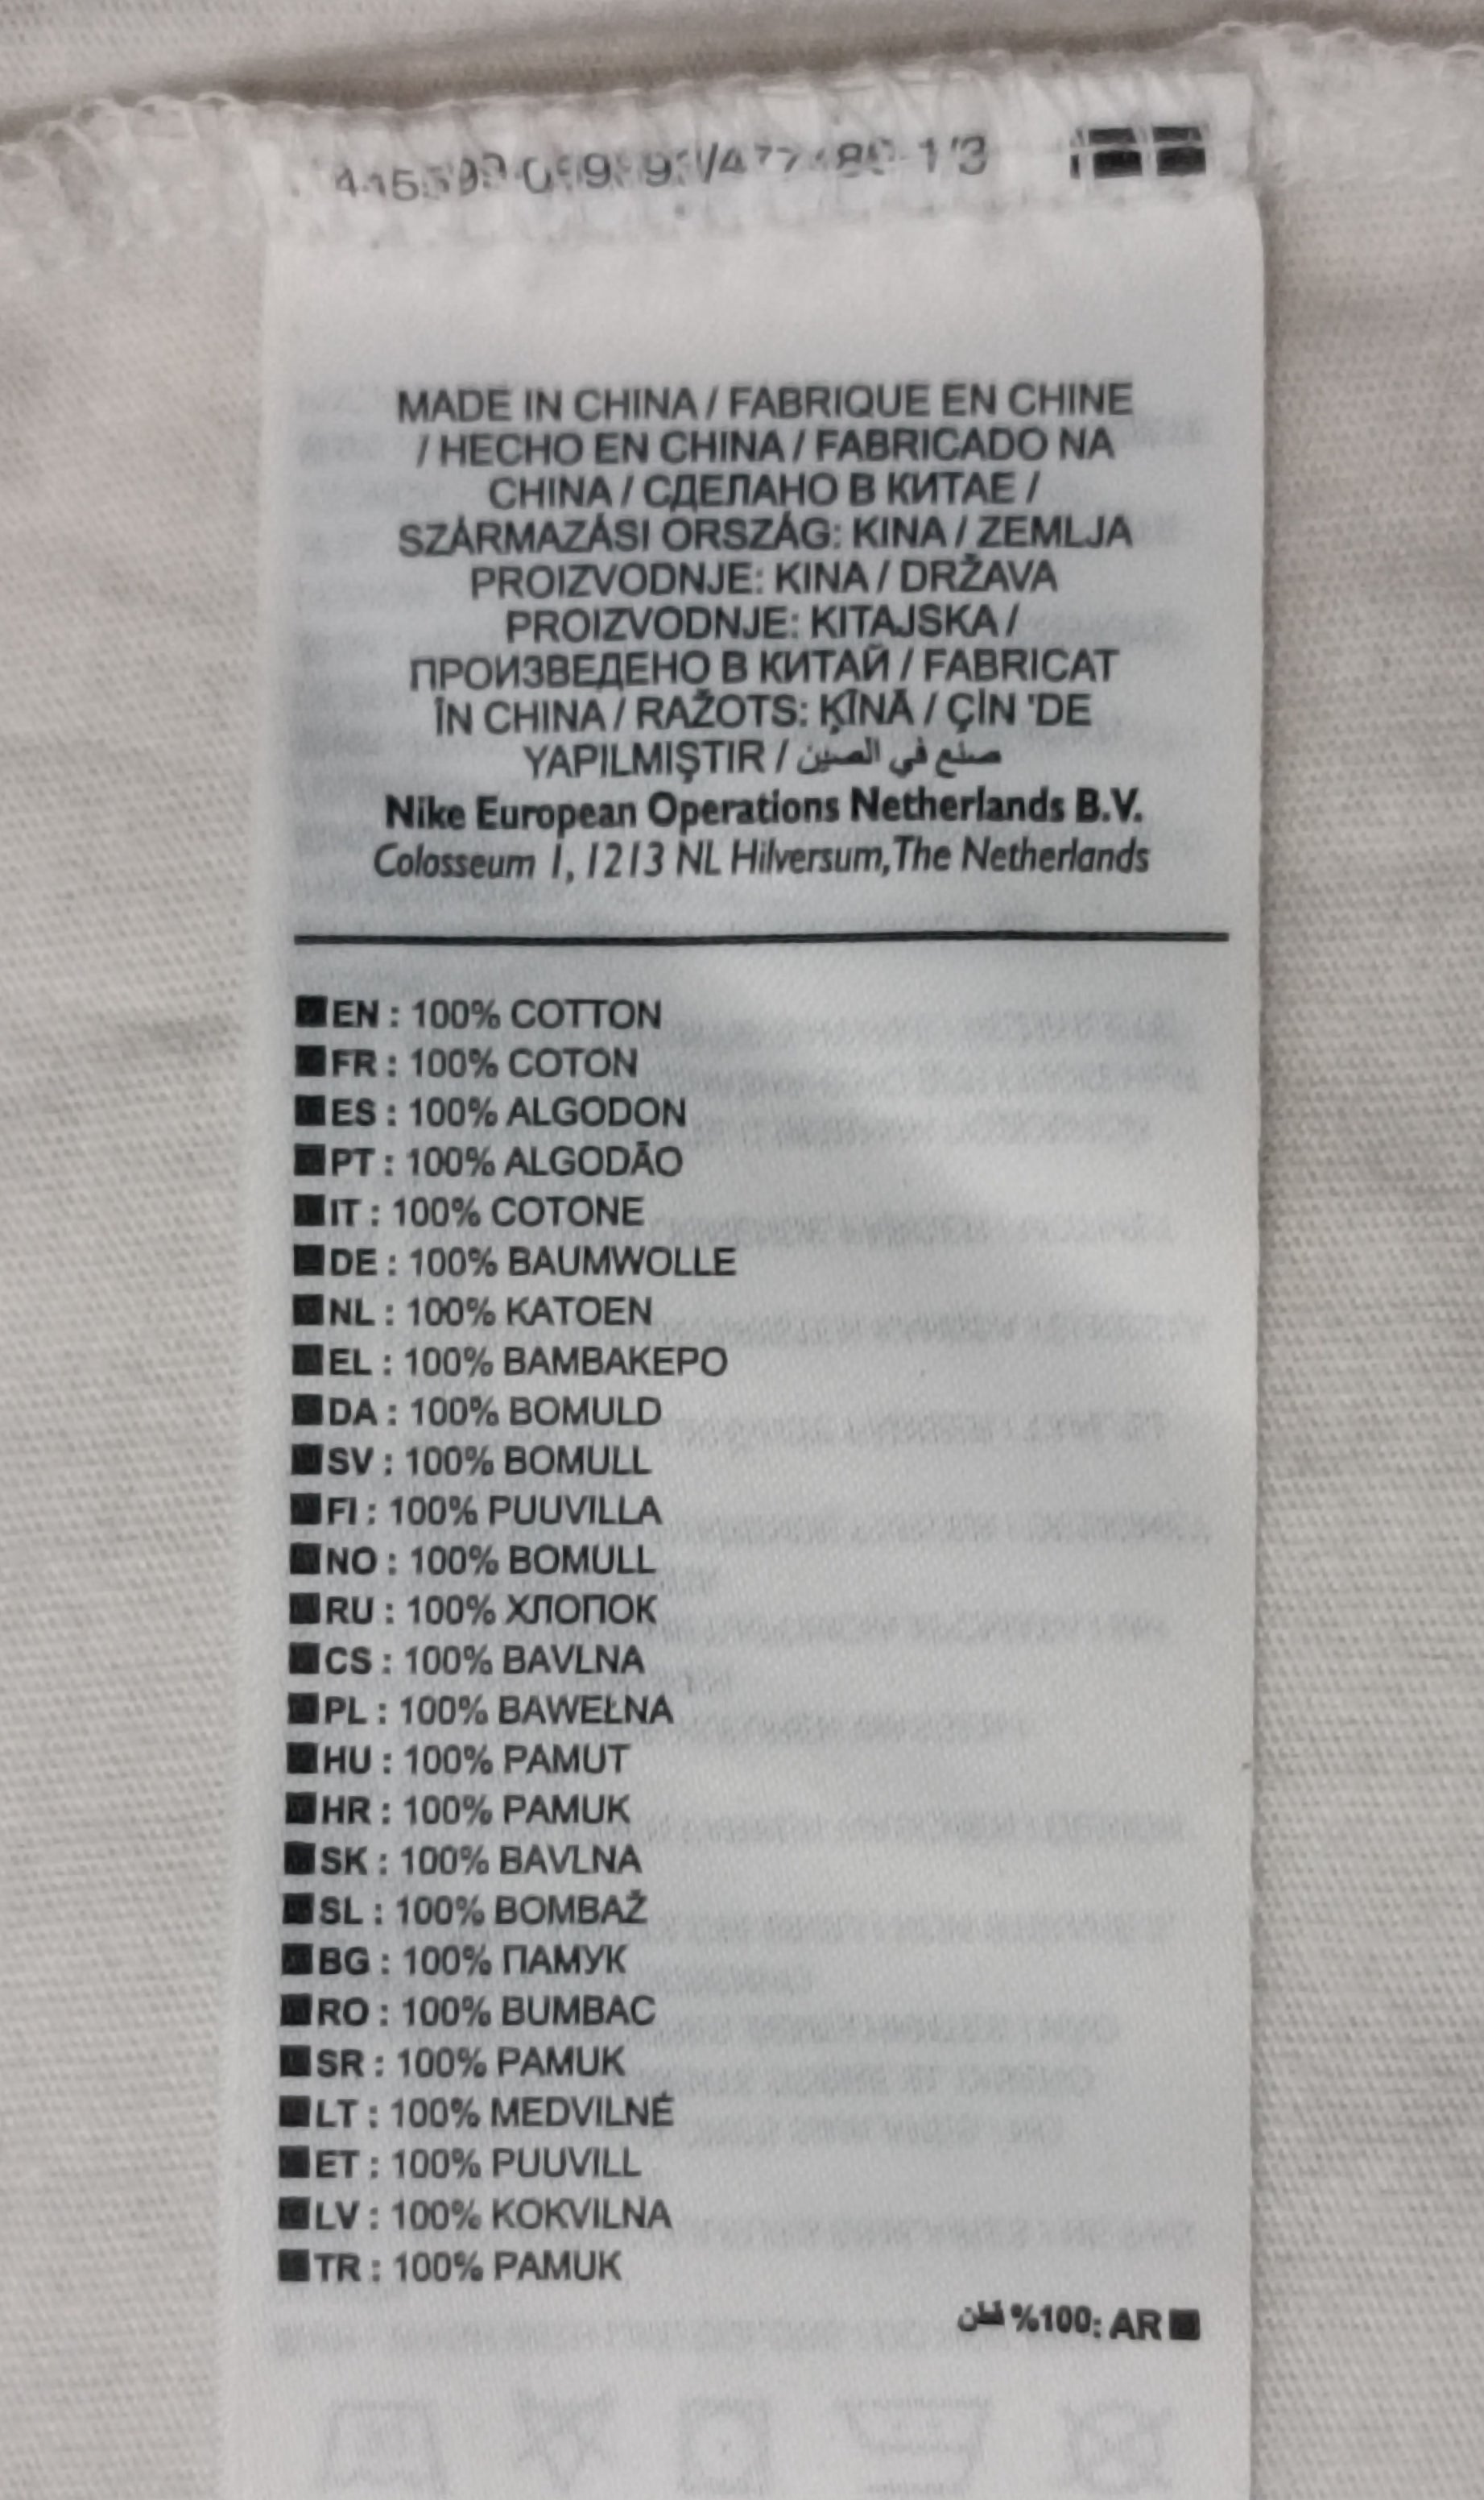 1/3
MADE IN CHINA / FABRIQUE EN CHINE
/ HECHO EN CHINA / FABRICADO NA
CHINA / СДЕЛАНО В КИТАЕ /
SZÁRMAZÁSI ORSZÁG: KINA / ZEMLJA
PROIZVODNJE: KINA / DRŽAVA
PROIZVODNJE: KITAJSKA /
ПРОИЗВЕДЕНО В КИТАЙ / FABRICAT
ÎN CHINA / RAŽOTS: ĶĪNĀ / ÇİN 'DE
YAPILMIŞTIR / صنع في الصين
Nike European Operations Netherlands B.V.
Colosseum 1, 1213 NL Hilversum, The Netherlands
EN : 100% COTTON
FR : 100% COTON
ES : 100% ALGODON
PT : 100% ALGODÃO
IT : 100% COTONE
DE : 100% BAUMWOLLE
NL : 100% KATOEN
EL : 100% BAMBAKEPO
DA : 100% BOMULD
SV : 100% BOMULL
FI : 100% PUUVILLA
NO : 100% BOMULL
RU : 100% ХЛОПОК
CS : 100% BAVLNA
PL : 100% BAWEŁNA
HU : 100% PAMUT
HR : 100% PAMUK
SK : 100% BAVLNA
SL : 100% BOMBAŽ
BG : 100% ПАМУК
RO : 100% BUMBAC
SR : 100% PAMUK
LT : 100% MEDVILNĖ
ET : 100% PUUVILL
LV : 100% KOKVILNA
TR : 100% PAMUK
AR :100% قطن